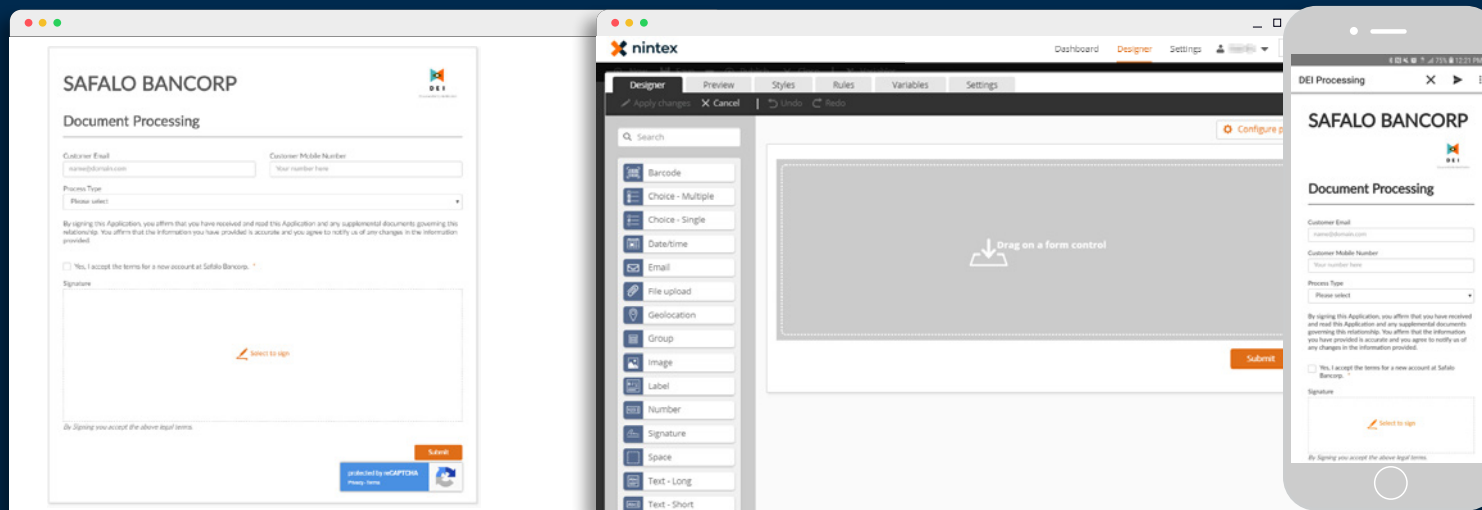 SAFALO BANCORP
DEI
Document Processing
Customer Email
Customer Mobile Number
name@domain.com
Your number here
Process Type
Please select
By signing this Application, you affirm that you have received and read this Application and any supplemental documents governing this
relationship. You affirm that the information you have provided is accurate and you agree to notify us of any changes in the information
provided.
Yes, I accept the terms for a new account at Safalo Bancorp. *
Signature
Select to sign
By Signing you accept the above legal terms.
Submit
protected by reCAPTCHA
Privacy - Terms
nintex
Dashboard
Designer
Settings
Designer
Preview
Styles
Rules
Variables
Settings
Apply changes
Cancel
Undo
Redo
Search
Configure p
Barcode
Choice - Multiple
Choice - Single
Date/time
Email
File upload
Geolocation
Group
Image
Label
Number
Signature
Space
Text - Long
Text - Short
Drag on a form control
Submit
75% 12:21 PM
DEI Processing
SAFALO BANCORP
DEI
Document Processing
Customer Email
name@domain.com
Customer Mobile Number
Your number here
Process Type
Please select
By signing this Application, you affirm that you have received
and read this Application and any supplemental documents
governing this relationship. You affirm that the information
you have provided is accurate and you agree to notify us of
any changes in the information provided.
Yes, I accept the terms for a new account at Safalo
Bancorp. *
Signature
Select to sign
By Signing you accept the above legal terms.